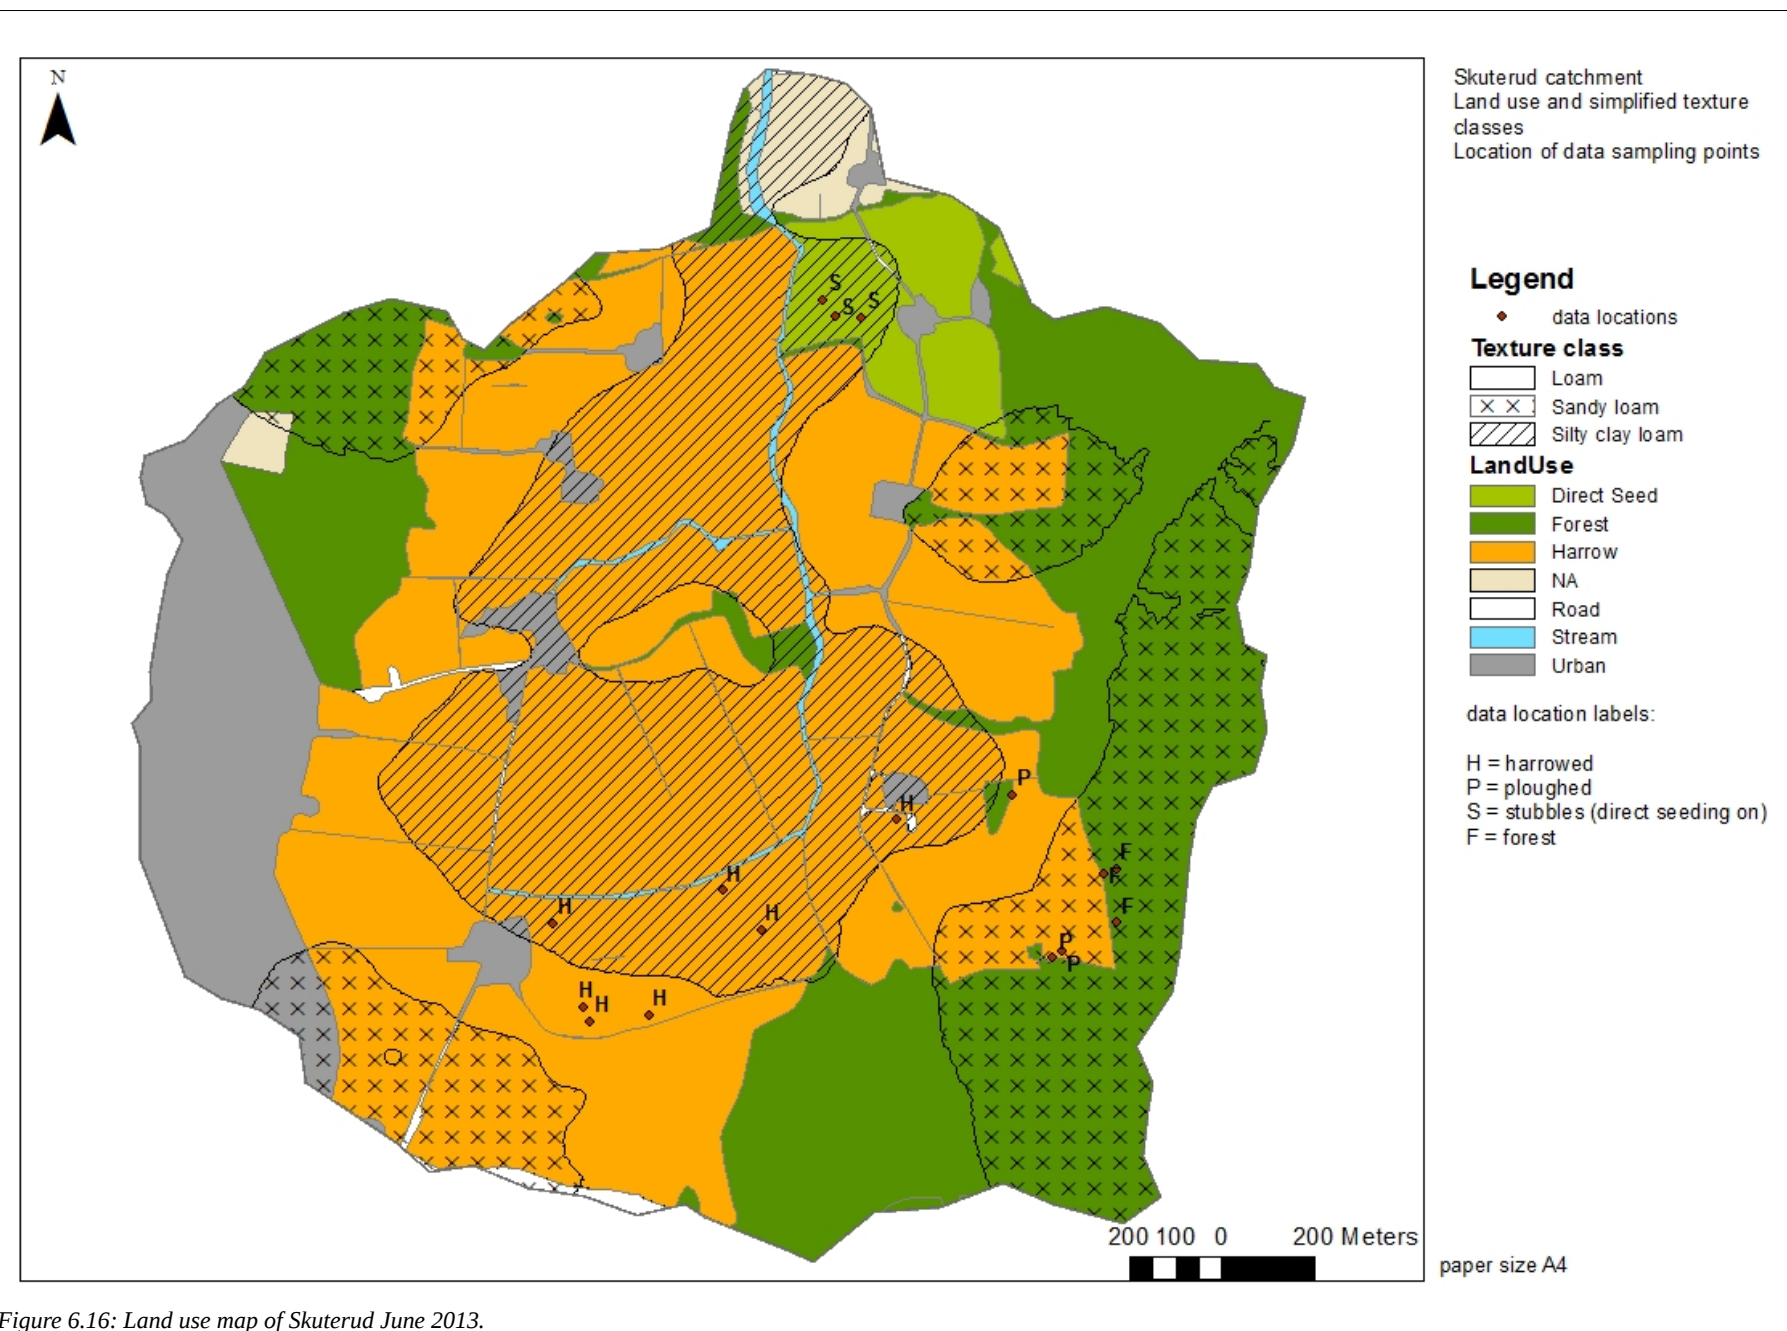 N
Skuterud catchment
Land use and simplified texture
classes
Location of data sampling points
Legend
data locations
Texture class
Loam
Sandy loam
Silty clay loam
LandUse
Direct Seed
Forest
Harrow
NA
Road
Stream
Urban
data location labels:
H = harrowed
P = ploughed
S = stubbles (direct seeding on)
F = forest
S
S S
P
H
F
F
H
H
H
F
P
P
H
H
H
200 100 0 200 Meters
paper size A4
Figure 6.16: Land use map of Skuterud June 2013.